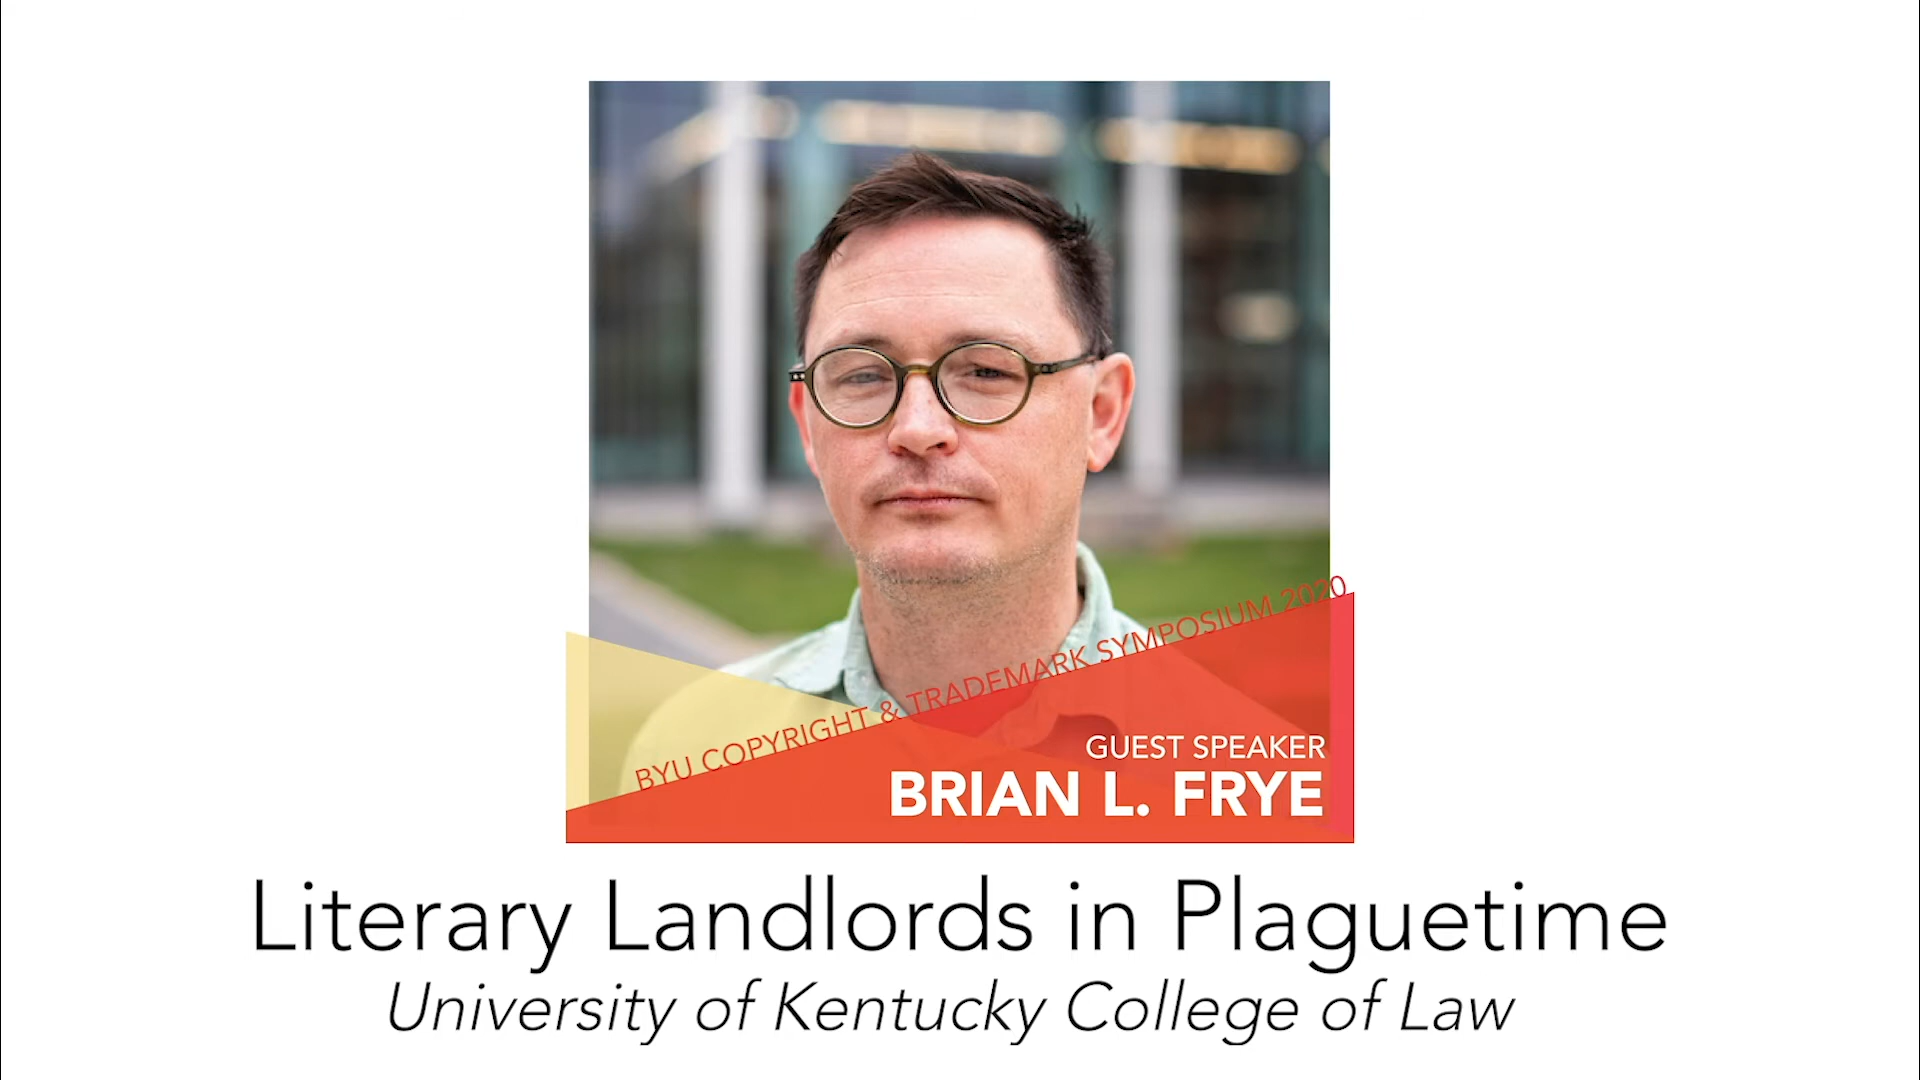 BYU COPYRIGHT & TRADEMARK SYMPOSIUM 2020
GUEST SPEAKER
BRIAN L. FRYE
Literary Landlords in Plaguetime
University of Kentucky College of Law